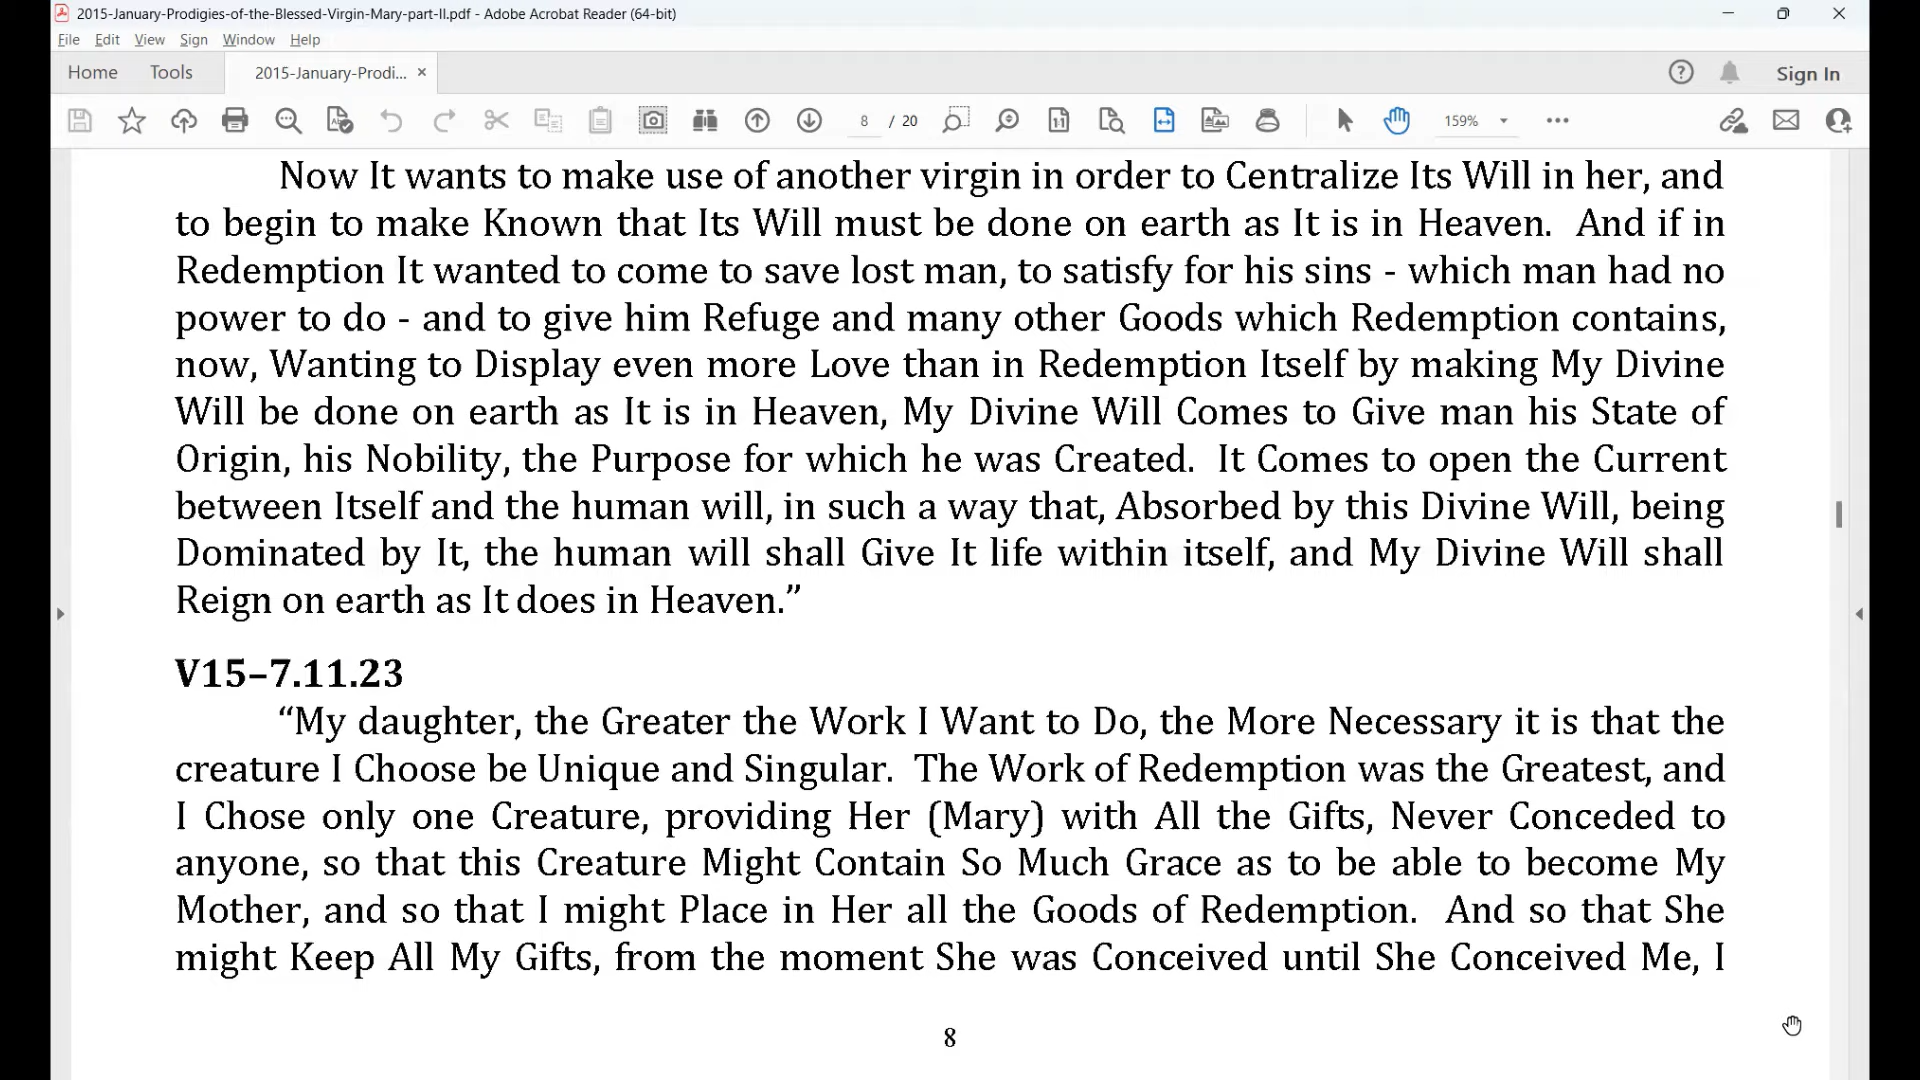 2015-January-Prodigies-of-the-Blessed-Virgin-Mary-part-II.pdf - Adobe Acrobat Reader (64-bit)
File Edit View Sign Window Help
Home Tools 2015-January-Prodi... × Sign In
8 / 20 159%
Now It wants to make use of another virgin in order to Centralize Its Will in her, and
to begin to make Known that Its Will must be done on earth as It is in Heaven. And if in
Redemption It wanted to come to save lost man, to satisfy for his sins - which man had no
power to do - and to give him Refuge and many other Goods which Redemption contains,
now, Wanting to Display even more Love than in Redemption Itself by making My Divine
Will be done on earth as It is in Heaven, My Divine Will Comes to Give man his State of
Origin, his Nobility, the Purpose for which he was Created. It Comes to open the Current
between Itself and the human will, in such a way that, Absorbed by this Divine Will, being
Dominated by It, the human will shall Give It life within itself, and My Divine Will shall
Reign on earth as It does in Heaven.”
V15–7.11.23
“My daughter, the Greater the Work I Want to Do, the More Necessary it is that the
creature I Choose be Unique and Singular. The Work of Redemption was the Greatest, and
I Chose only one Creature, providing Her (Mary) with All the Gifts, Never Conceded to
anyone, so that this Creature Might Contain So Much Grace as to be able to become My
Mother, and so that I might Place in Her all the Goods of Redemption. And so that She
might Keep All My Gifts, from the moment She was Conceived until She Conceived Me, I
8